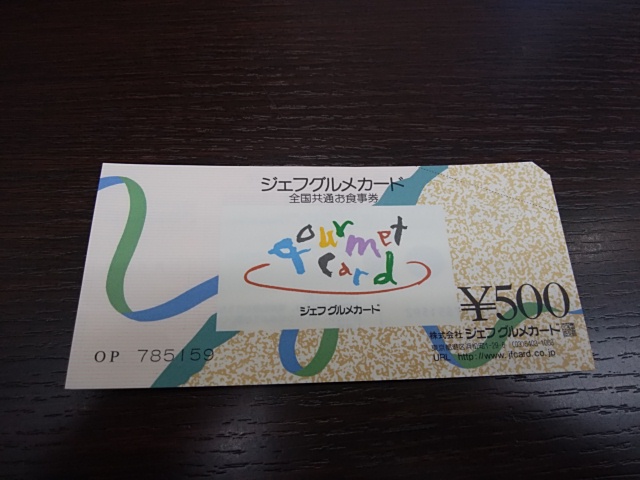 ジェフグルメカード
全国共通お食事券
gourmet
card
ジェフグルメカード
¥500
株式会社 ジェフグルメカード
URL http://www.jfcard.co.jp
OP 785159